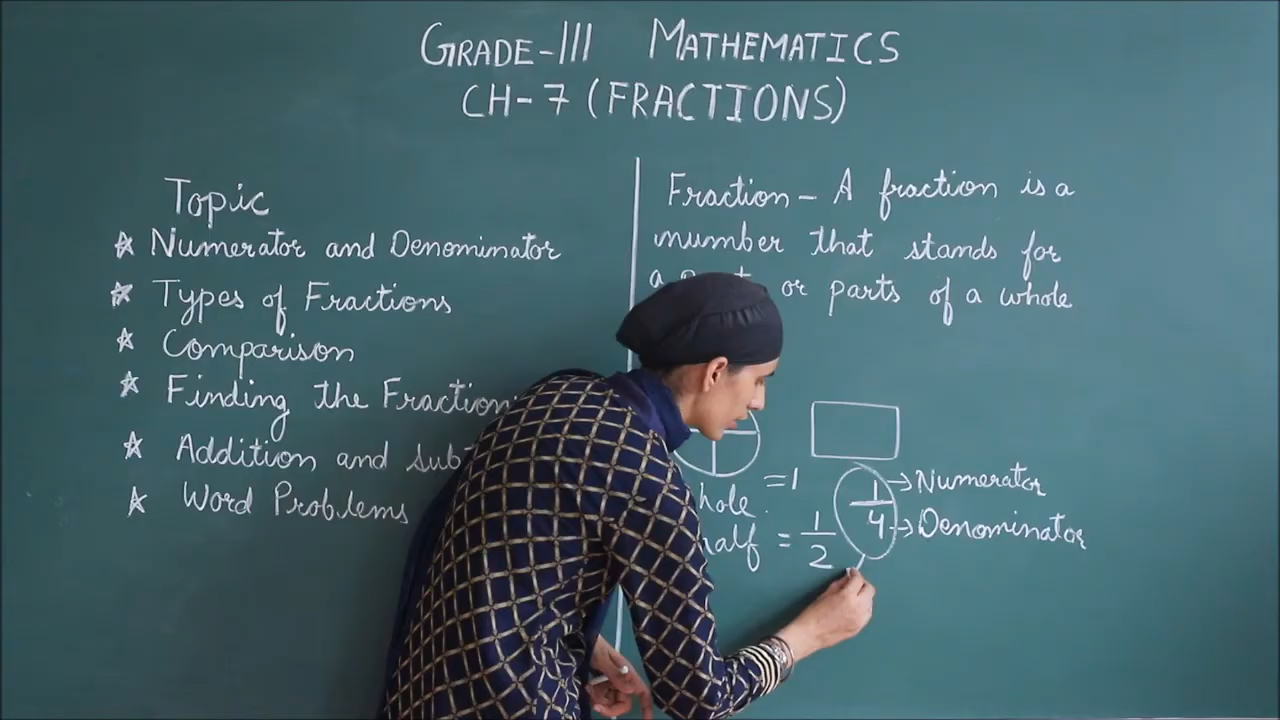 GRADE-III MATHEMATICS
CH-7 (FRACTIONS)
Topic
☆ Numerator and Denominator
☆ Types of Fractions
☆ Comparison
☆ Finding the Fraction
☆ Addition and
☆ Word Problems
Fraction - A fraction is a
number that stands for
a or parts of a whole
= 1
= 1/2
1 → Numerator
4 → Denominator